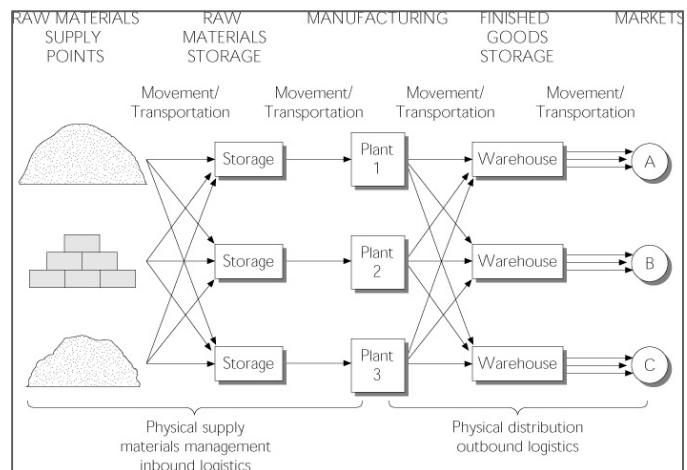 RAW MATERIALS
SUPPLY
POINTS
RAW
MATERIALS
STORAGE
MANUFACTURING
FINISHED
GOODS
STORAGE
MARKETS
Movement/
Transportation
Movement/
Transportation
Movement/
Transportation
Movement/
Transportation
Storage
Plant
1
Warehouse
A
Storage
Plant
2
Warehouse
B
Storage
Plant
3
Warehouse
C
Physical supply
materials management
inbound logistics
Physical distribution
outbound logistics